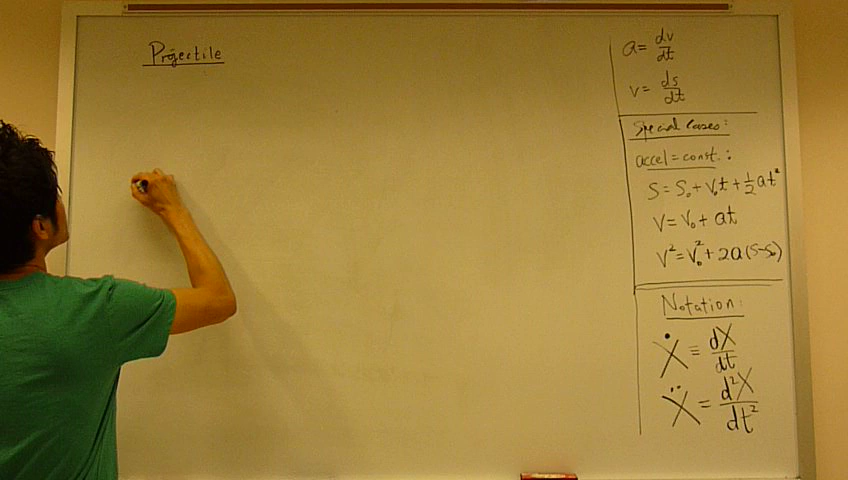 Projectile
a = dv/dt
v = ds/dt
Special Cases:
accel = const.:
S = S₀ + V₀t + ½at²
V = V₀ + at
V² = V₀² + 2a(S-S₀)
Notation:
Ẋ ≡ dX/dt
Ẍ = d²X/dt²